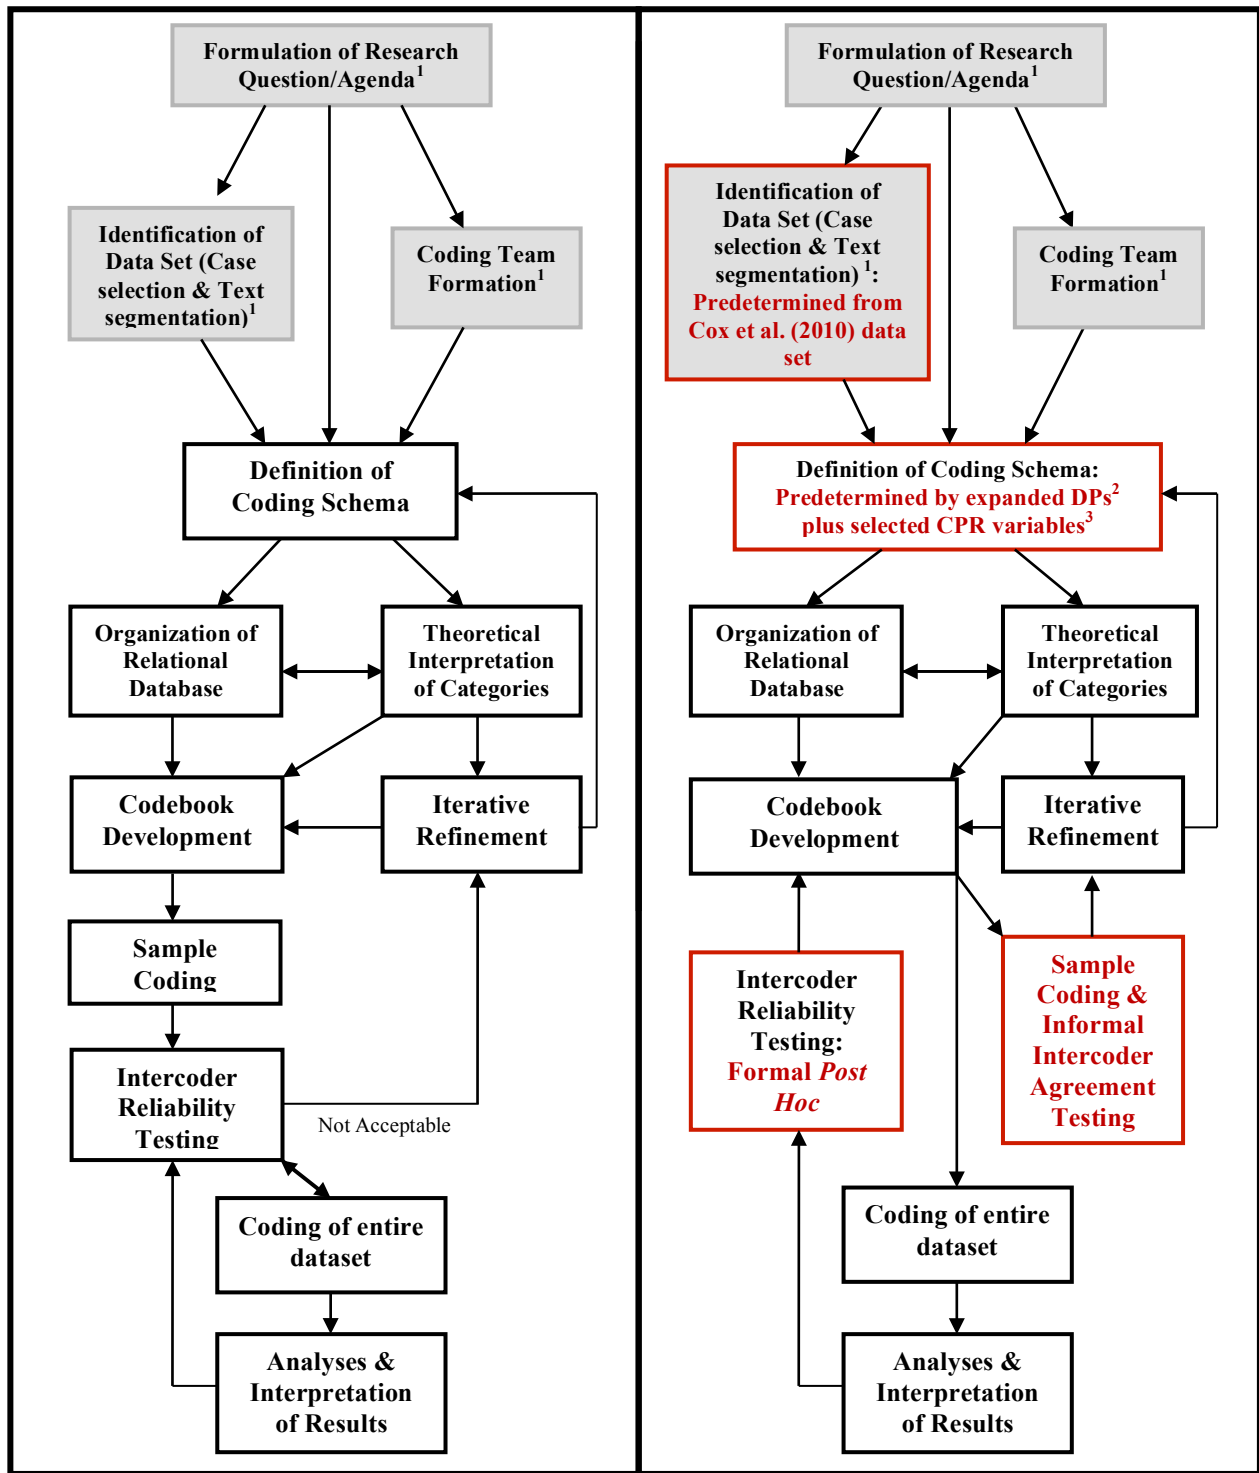 Formulation of Research
Question/Agenda1
Identification of
Data Set (Case
selection & Text
segmentation)1
Coding Team
Formation1
Definition of
Coding Schema
Organization of
Relational
Database
Theoretical
Interpretation
of Categories
Codebook
Development
Iterative
Refinement
Sample
Coding
Intercoder
Reliability
Testing
Not Acceptable
Coding of entire
dataset
Analyses &
Interpretation
of Results
Formulation of Research
Question/Agenda1
Identification of
Data Set (Case
selection & Text
segmentation) 1:
Predetermined from
Cox et al. (2010) data
set
Coding Team
Formation1
Definition of Coding Schema:
Predetermined by expanded DPs2
plus selected CPR variables3
Organization of
Relational
Database
Theoretical
Interpretation
of Categories
Codebook
Development
Iterative
Refinement
Intercoder
Reliability
Testing:
Formal Post
Hoc
Sample
Coding &
Informal
Intercoder
Agreement
Testing
Coding of entire
dataset
Analyses &
Interpretation
of Results